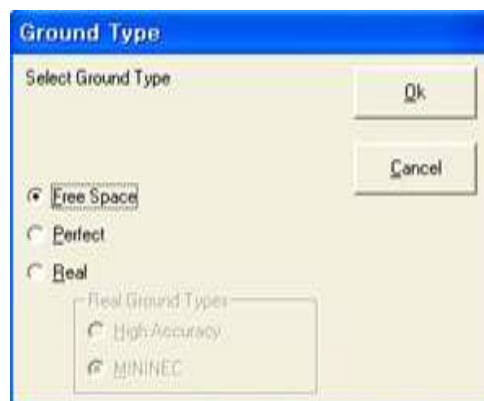 Ground Type
Select Ground Type
Ok
Cancel
Free Space
Perfect
Real
Real Ground Types
High Accuracy
MININEC